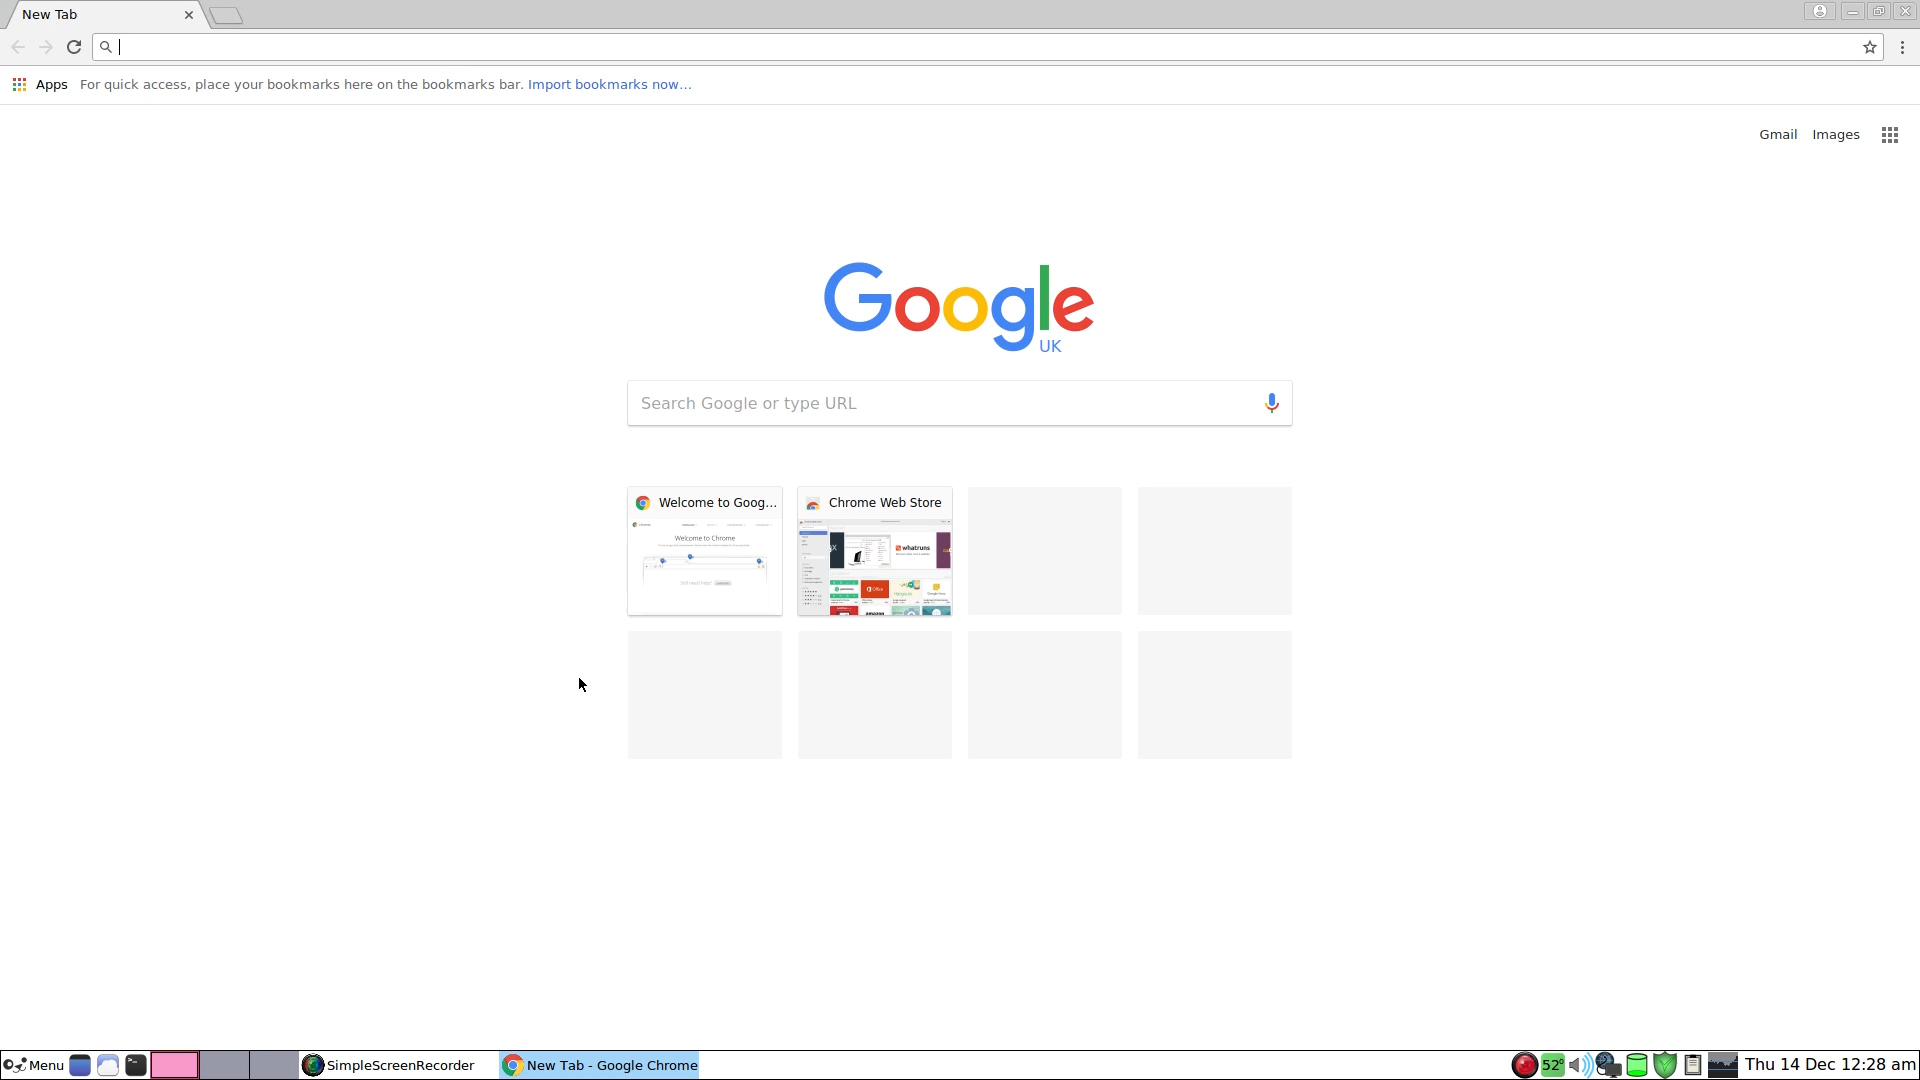 New Tab
Apps For quick access, place your bookmarks here on the bookmarks bar. Import bookmarks now...
Gmail Images
Google
UK
Search Google or type URL
Welcome to Goog... Chrome Web Store
Welcome to Chrome
whatruns
Office
amazon
Menu SimpleScreenRecorder New Tab - Google Chrome 52° Thu 14 Dec 12:28 am